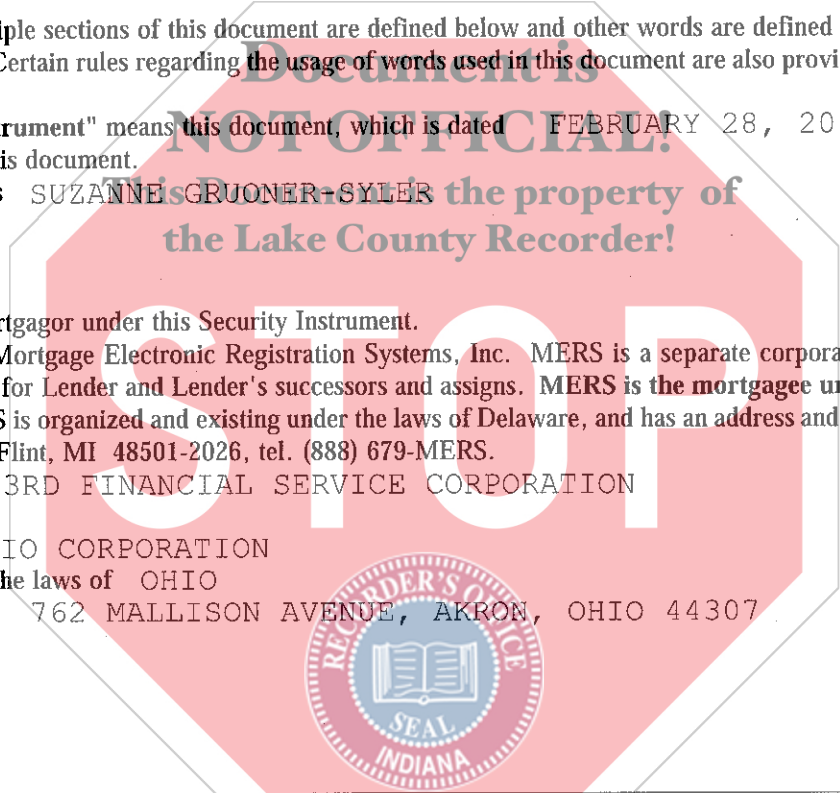 iple sections of this document are defined below and other words are defined
Certain rules regarding the usage of words used in this document are also provi
Document is
rument" means this document, which is dated FEBRUARY 28, 20
NOT OFFICIAL!
is document.
s SUZANNE GRUONER-SYLER
This Document is the property of
the Lake County Recorder!
rtgagor under this Security Instrument.
Mortgage Electronic Registration Systems, Inc. MERS is a separate corpora
for Lender and Lender's successors and assigns. MERS is the mortgagee u
S is organized and existing under the laws of Delaware, and has an address and
Flint, MI 48501-2026, tel. (888) 679-MERS.
STOP
3RD FINANCIAL SERVICE CORPORATION
IO CORPORATION
he laws of OHIO
762 MALLISON AVENUE, AKRON, OHIO 44307
RECORDER'S OFFICE
SEAL
INDIANA